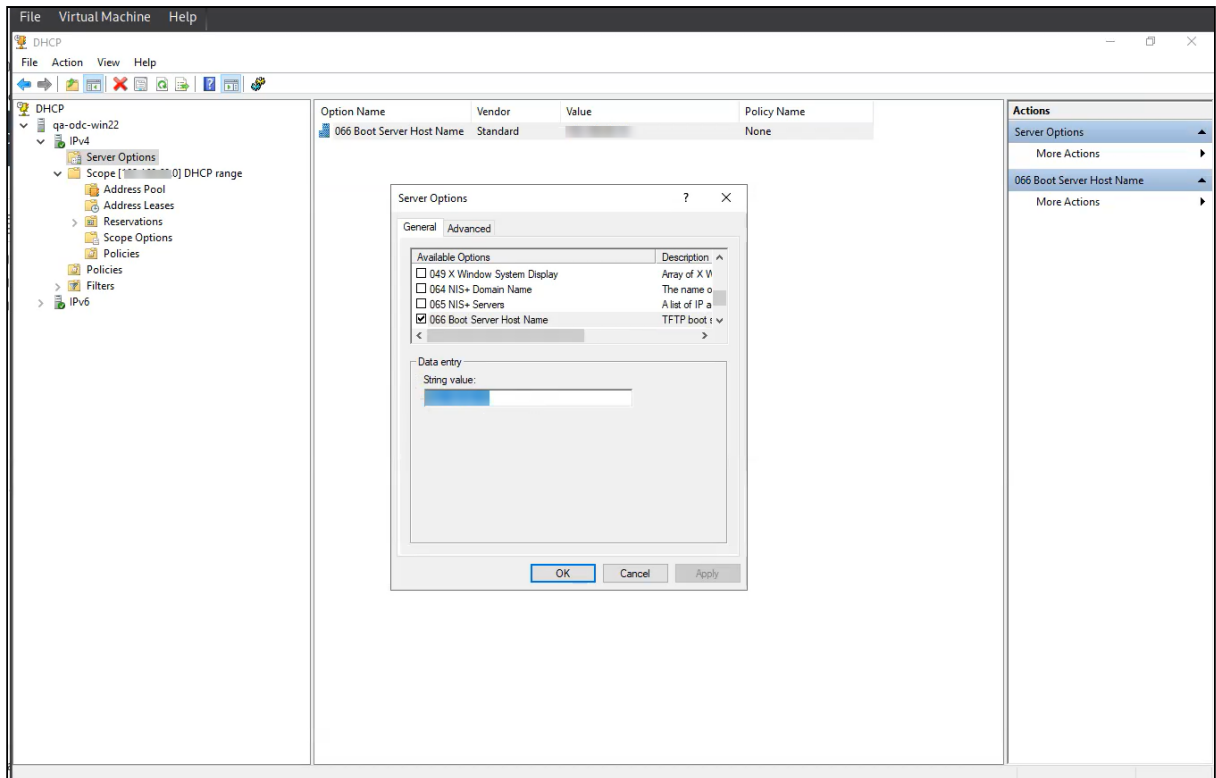 File Virtual Machine Help
DHCP
File Action View Help
DHCP
qa-odc-win22
IPv4
Server Options
Scope [ 0] DHCP range
Address Pool
Address Leases
Reservations
Scope Options
Policies
Policies
Filters
IPv6
Option Name Vendor Value Policy Name
066 Boot Server Host Name Standard None
Server Options ? X
General Advanced
Available Options Description
049 X Window System Display Array of X W
064 NIS+ Domain Name The name o
065 NIS+ Servers A list of IP a
066 Boot Server Host Name TFTP boot s
Data entry
String value:
OK Cancel Apply
Actions
Server Options
More Actions
066 Boot Server Host Name
More Actions